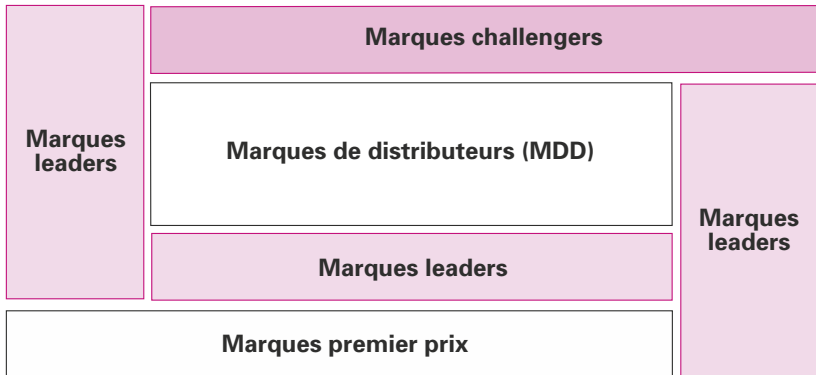 Marques challengers
Marques
leaders
Marques de distributeurs (MDD)
Marques
leaders
Marques leaders
Marques premier prix